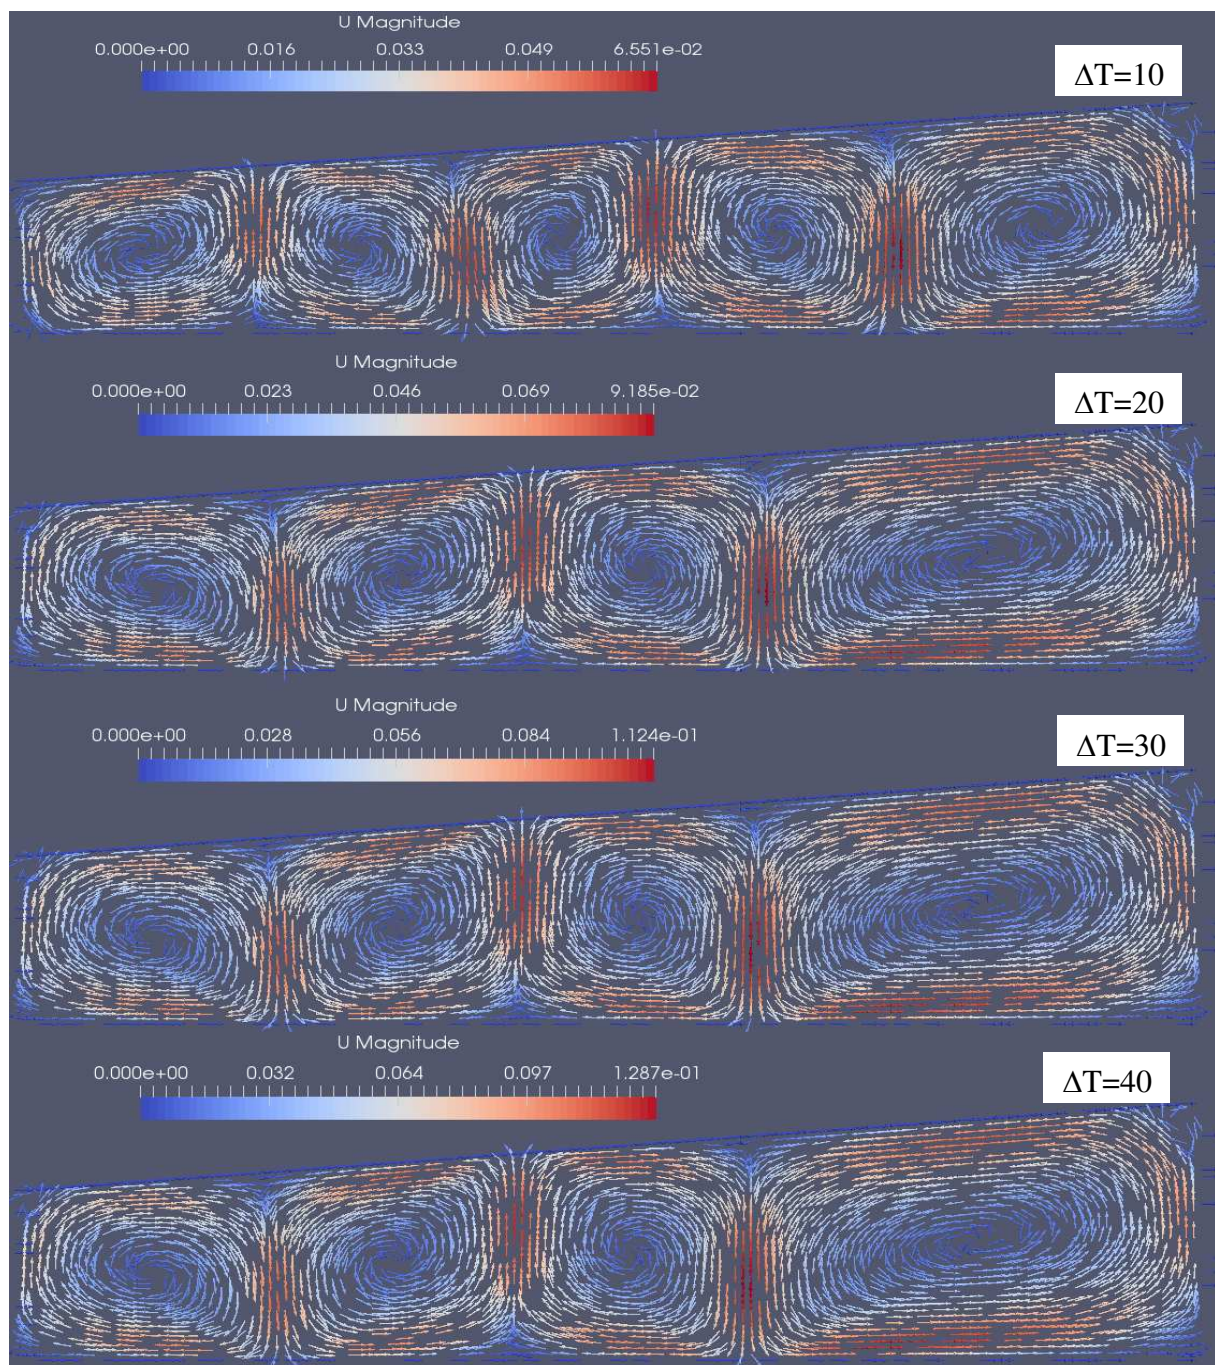 U Magnitude
0.000e+00 0.016 0.033 0.049 6.551e-02
ΔT=10
U Magnitude
0.000e+00 0.023 0.046 0.069 9.185e-02
ΔT=20
U Magnitude
0.000e+00 0.028 0.056 0.084 1.124e-01
ΔT=30
U Magnitude
0.000e+00 0.032 0.064 0.097 1.287e-01
ΔT=40